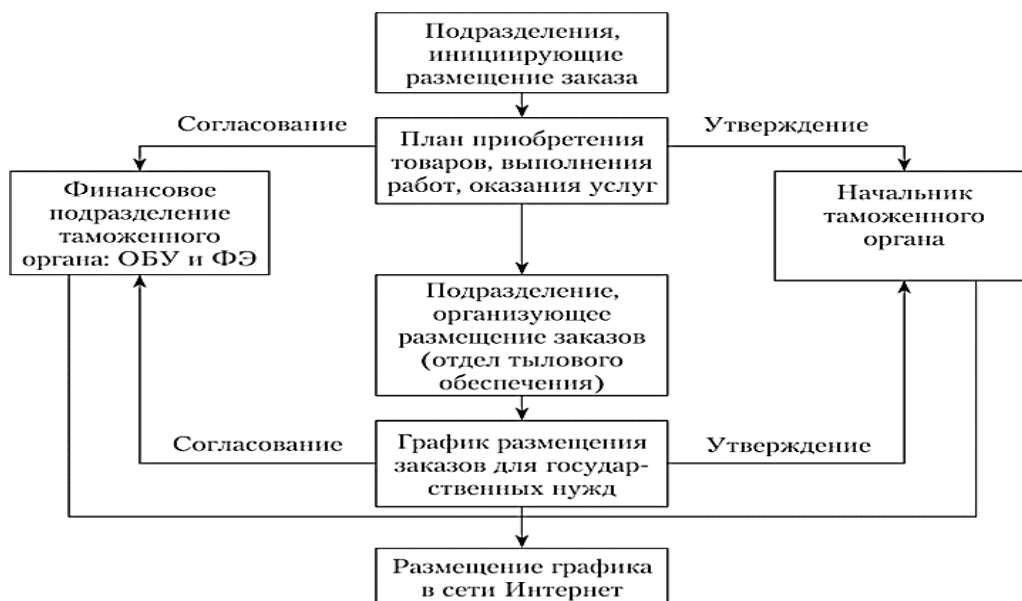 Подразделения,
инициирующие
размещение заказа
Согласование
Утверждение
План приобретения
товаров, выполнения
работ, оказания услуг
Финансовое
подразделение
таможенного
органа: ОБУ и ФЭ
Начальник
таможенного
органа
Подразделение,
организующее
размещение заказов
(отдел тылового
обеспечения)
Согласование
Утверждение
График размещения
заказов для государ-
ственных нужд
Размещение графика
в сети Интернет